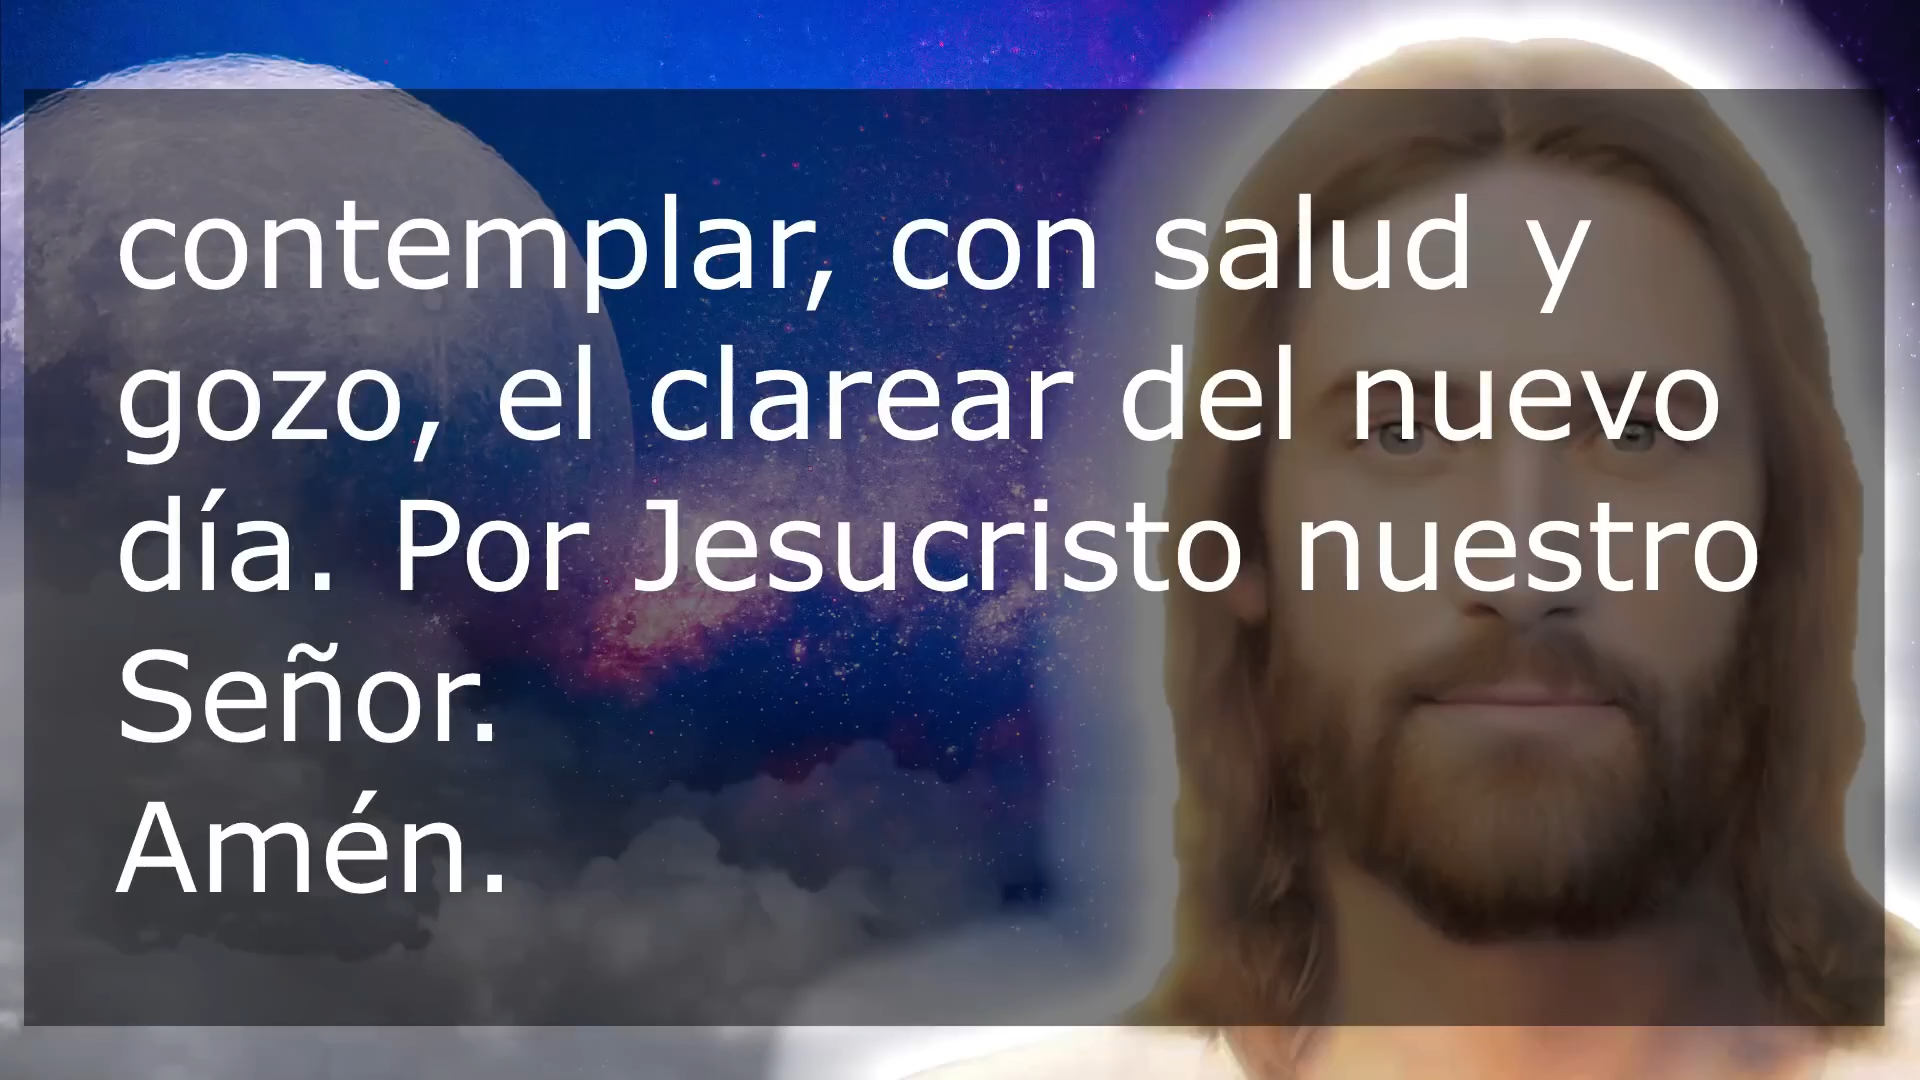 contemplar, con salud y
gozo, el clarear del nuevo
día. Por Jesucristo nuestro
Señor.
Amén.